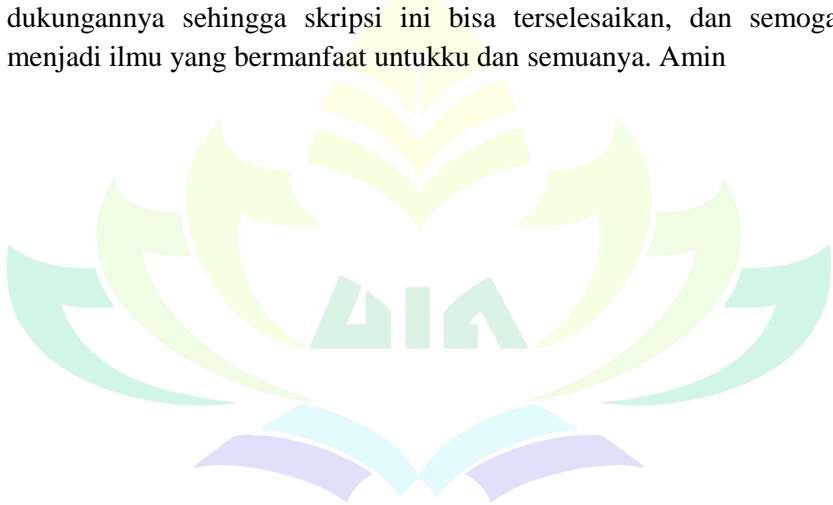 dukungannya sehingga skripsi ini bisa terselesaikan, dan semoga
menjadi ilmu yang bermanfaat untukku dan semuanya. Amin